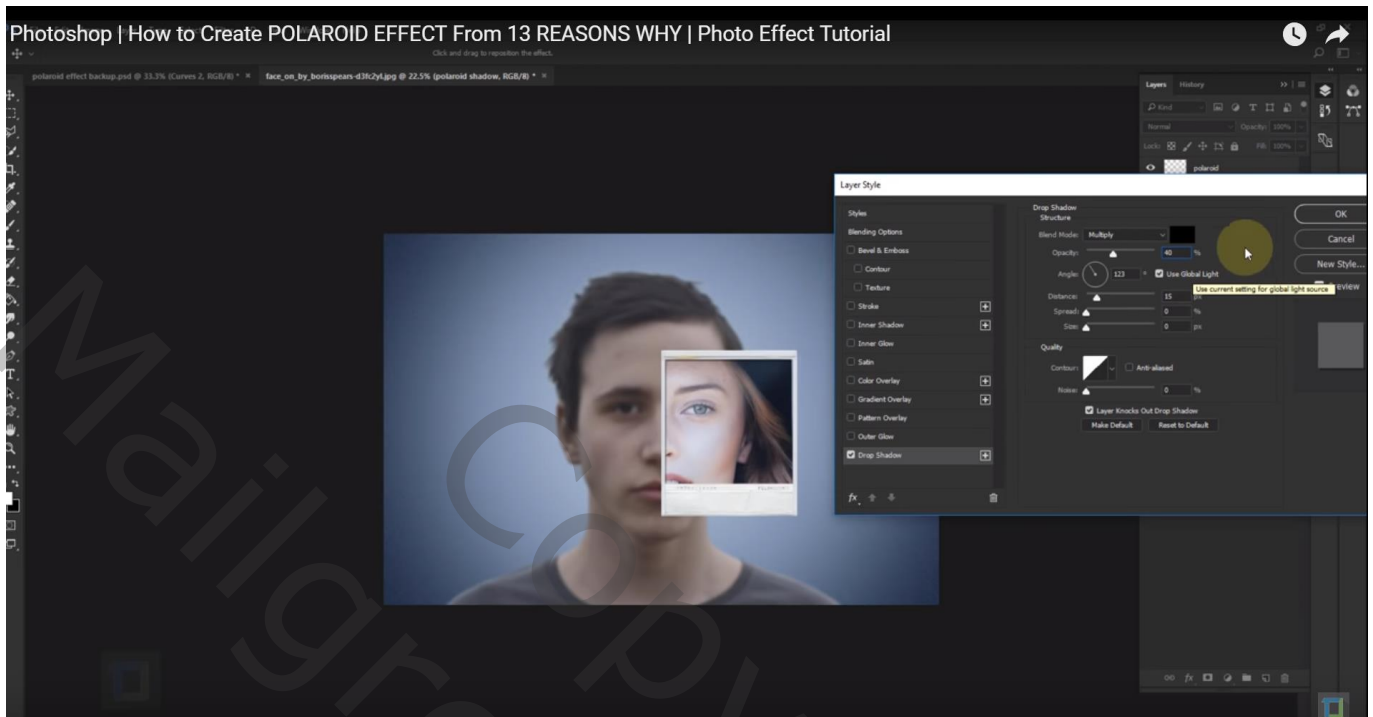 Photoshop | How to Create POLAROID EFFECT From 13 REASONS WHY | Photo Effect Tutorial
Click and drag to reposition the effect.
polaroid effect backup.psd @ 33.3% (Curves 2, RGB/8) * ×
face_on_by_borisspears-d3fc2yl.jpg @ 22.5% (polaroid shadow, RGB/8) * ×
Layers History
Kind
Normal Opacity: 100%
Lock: Fill: 100%
polaroid
Layer Style
Styles
Blending Options
Bevel & Emboss
Contour
Texture
Stroke
Inner Shadow
Inner Glow
Satin
Color Overlay
Gradient Overlay
Pattern Overlay
Outer Glow
Drop Shadow
fx
Drop Shadow
Structure
Blend Mode: Multiply
Opacity: 40 %
Angle: 123 ° Use Global Light
Use current setting for global light source
Distance: 15 px
Spread: 0 %
Size: 0 px
Quality
Contour: Anti-aliased
Noise: 0 %
Layer Knocks Out Drop Shadow
Make Default Reset to Default
OK
Cancel
New Style...
Preview
fx
Mailgr
Copy